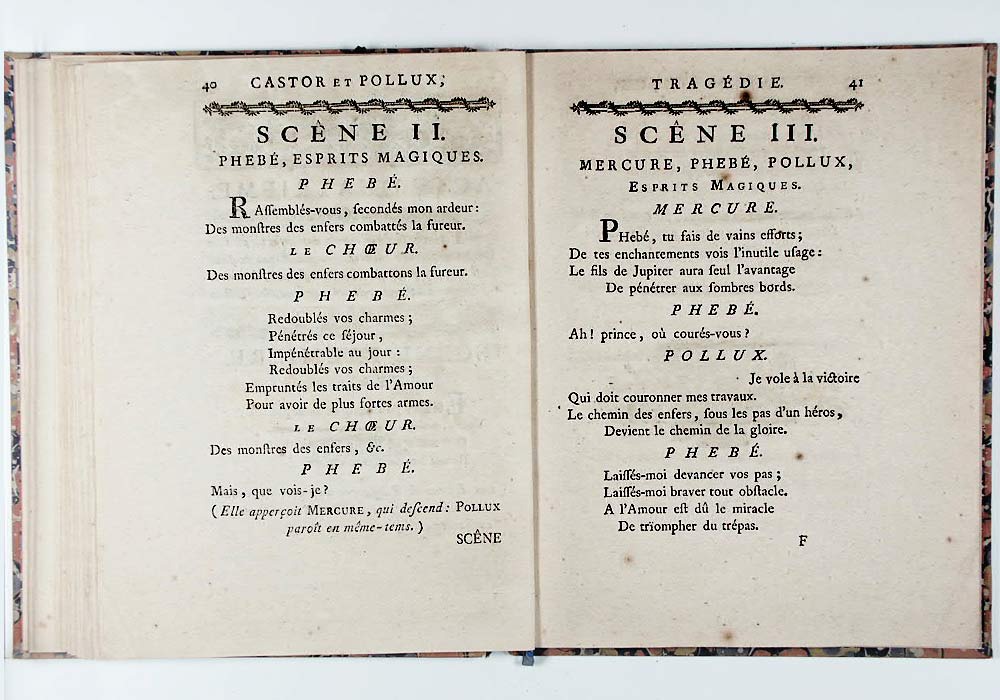 40 CASTOR ET POLLUX,
SCÊNE II.
PHEBÉ, ESPRITS MAGIQUES.
PHEBÉ.
RAſſemblés-vous, ſecondés mon ardeur:
Des monſtres des enfers combattés la fureur.
LE CHŒUR.
Des monſtres des enfers combattons la fureur.
PHEBÉ.
Redoublés vos charmes;
Pénétrés ce ſéjour,
Impénétrable au jour:
Redoublés vos charmes;
Empruntés les traits de l'Amour
Pour avoir de plus fortes armes.
LE CHŒUR.
Des monſtres des enfers, &c.
PHEBÉ.
Mais, que vois-je?
(Elle apperçoit MERCURE, qui deſcend: POLLUX
paroît en même-tems.)
SCÊNE
TRAGÉDIE. 41
SCÊNE III.
MERCURE, PHEBÉ, POLLUX,
ESPRITS MAGIQUES.
MERCURE.
PHebé, tu fais de vains efforts;
De tes enchantements vois l'inutile uſage:
Le fils de Jupiter aura ſeul l'avantage
De pénétrer aux ſombres bords.
PHEBÉ.
Ah! prince, où courés-vous?
POLLUX.
Je vole à la victoire
Qui doit couronner mes travaux.
Le chemin des enfers, ſous les pas d'un héros,
Devient le chemin de la gloire.
PHEBÉ.
Laiſſés-moi devancer vos pas;
Laiſſés-moi braver tout obſtacle.
A l'Amour eſt dû le miracle
De trïompher du trépas.
F